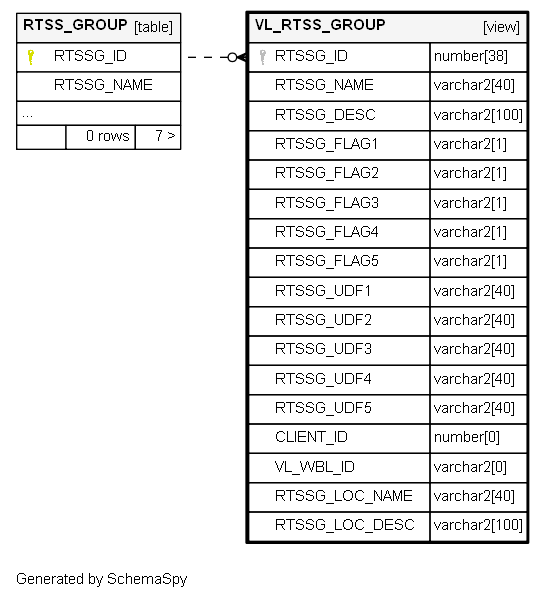 RTSS_GROUP [table]
RTSSG_ID
RTSSG_NAME
...
0 rows 7 >
VL_RTSS_GROUP [view]
RTSSG_ID number[38]
RTSSG_NAME varchar2[40]
RTSSG_DESC varchar2[100]
RTSSG_FLAG1 varchar2[1]
RTSSG_FLAG2 varchar2[1]
RTSSG_FLAG3 varchar2[1]
RTSSG_FLAG4 varchar2[1]
RTSSG_FLAG5 varchar2[1]
RTSSG_UDF1 varchar2[40]
RTSSG_UDF2 varchar2[40]
RTSSG_UDF3 varchar2[40]
RTSSG_UDF4 varchar2[40]
RTSSG_UDF5 varchar2[40]
CLIENT_ID number[0]
VL_WBL_ID varchar2[0]
RTSSG_LOC_NAME varchar2[40]
RTSSG_LOC_DESC varchar2[100]
Generated by SchemaSpy